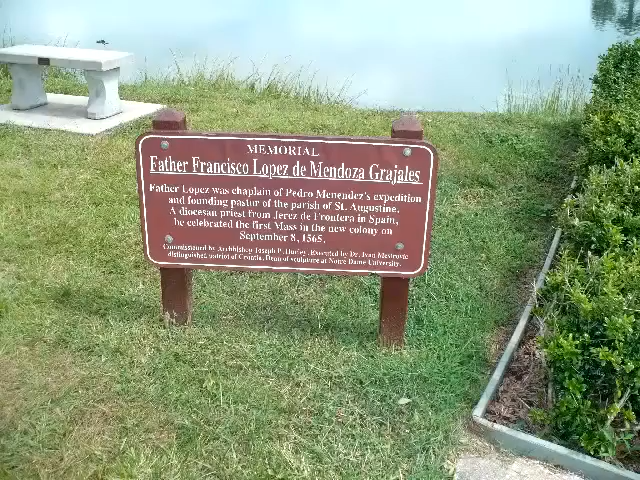 MEMORIAL
Father Francisco Lopez de Mendoza Grajales
Father Lopez was chaplain of Pedro Menendez's expedition
and founding pastor of the parish of St. Augustine.
A diocesan priest from Jerez de Frontera in Spain,
he celebrated the first Mass in the new colony on
September 8, 1565.
Commissioned by Archbishop Joseph P. Hurley. Executed by Dr. Ivan Mestrovic
distinguished patriot of Croatia. Dean of sculpture at Notre Dame University.